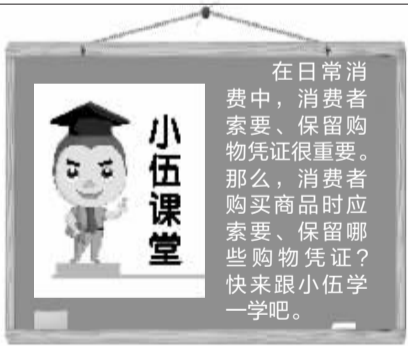 小伍课堂
在日常消
费中，消费者
索要、保留购
物凭证很重要。
那么，消费者
购买商品时应
索要、保留哪
些购物凭证？
快来跟小伍学
一学吧。